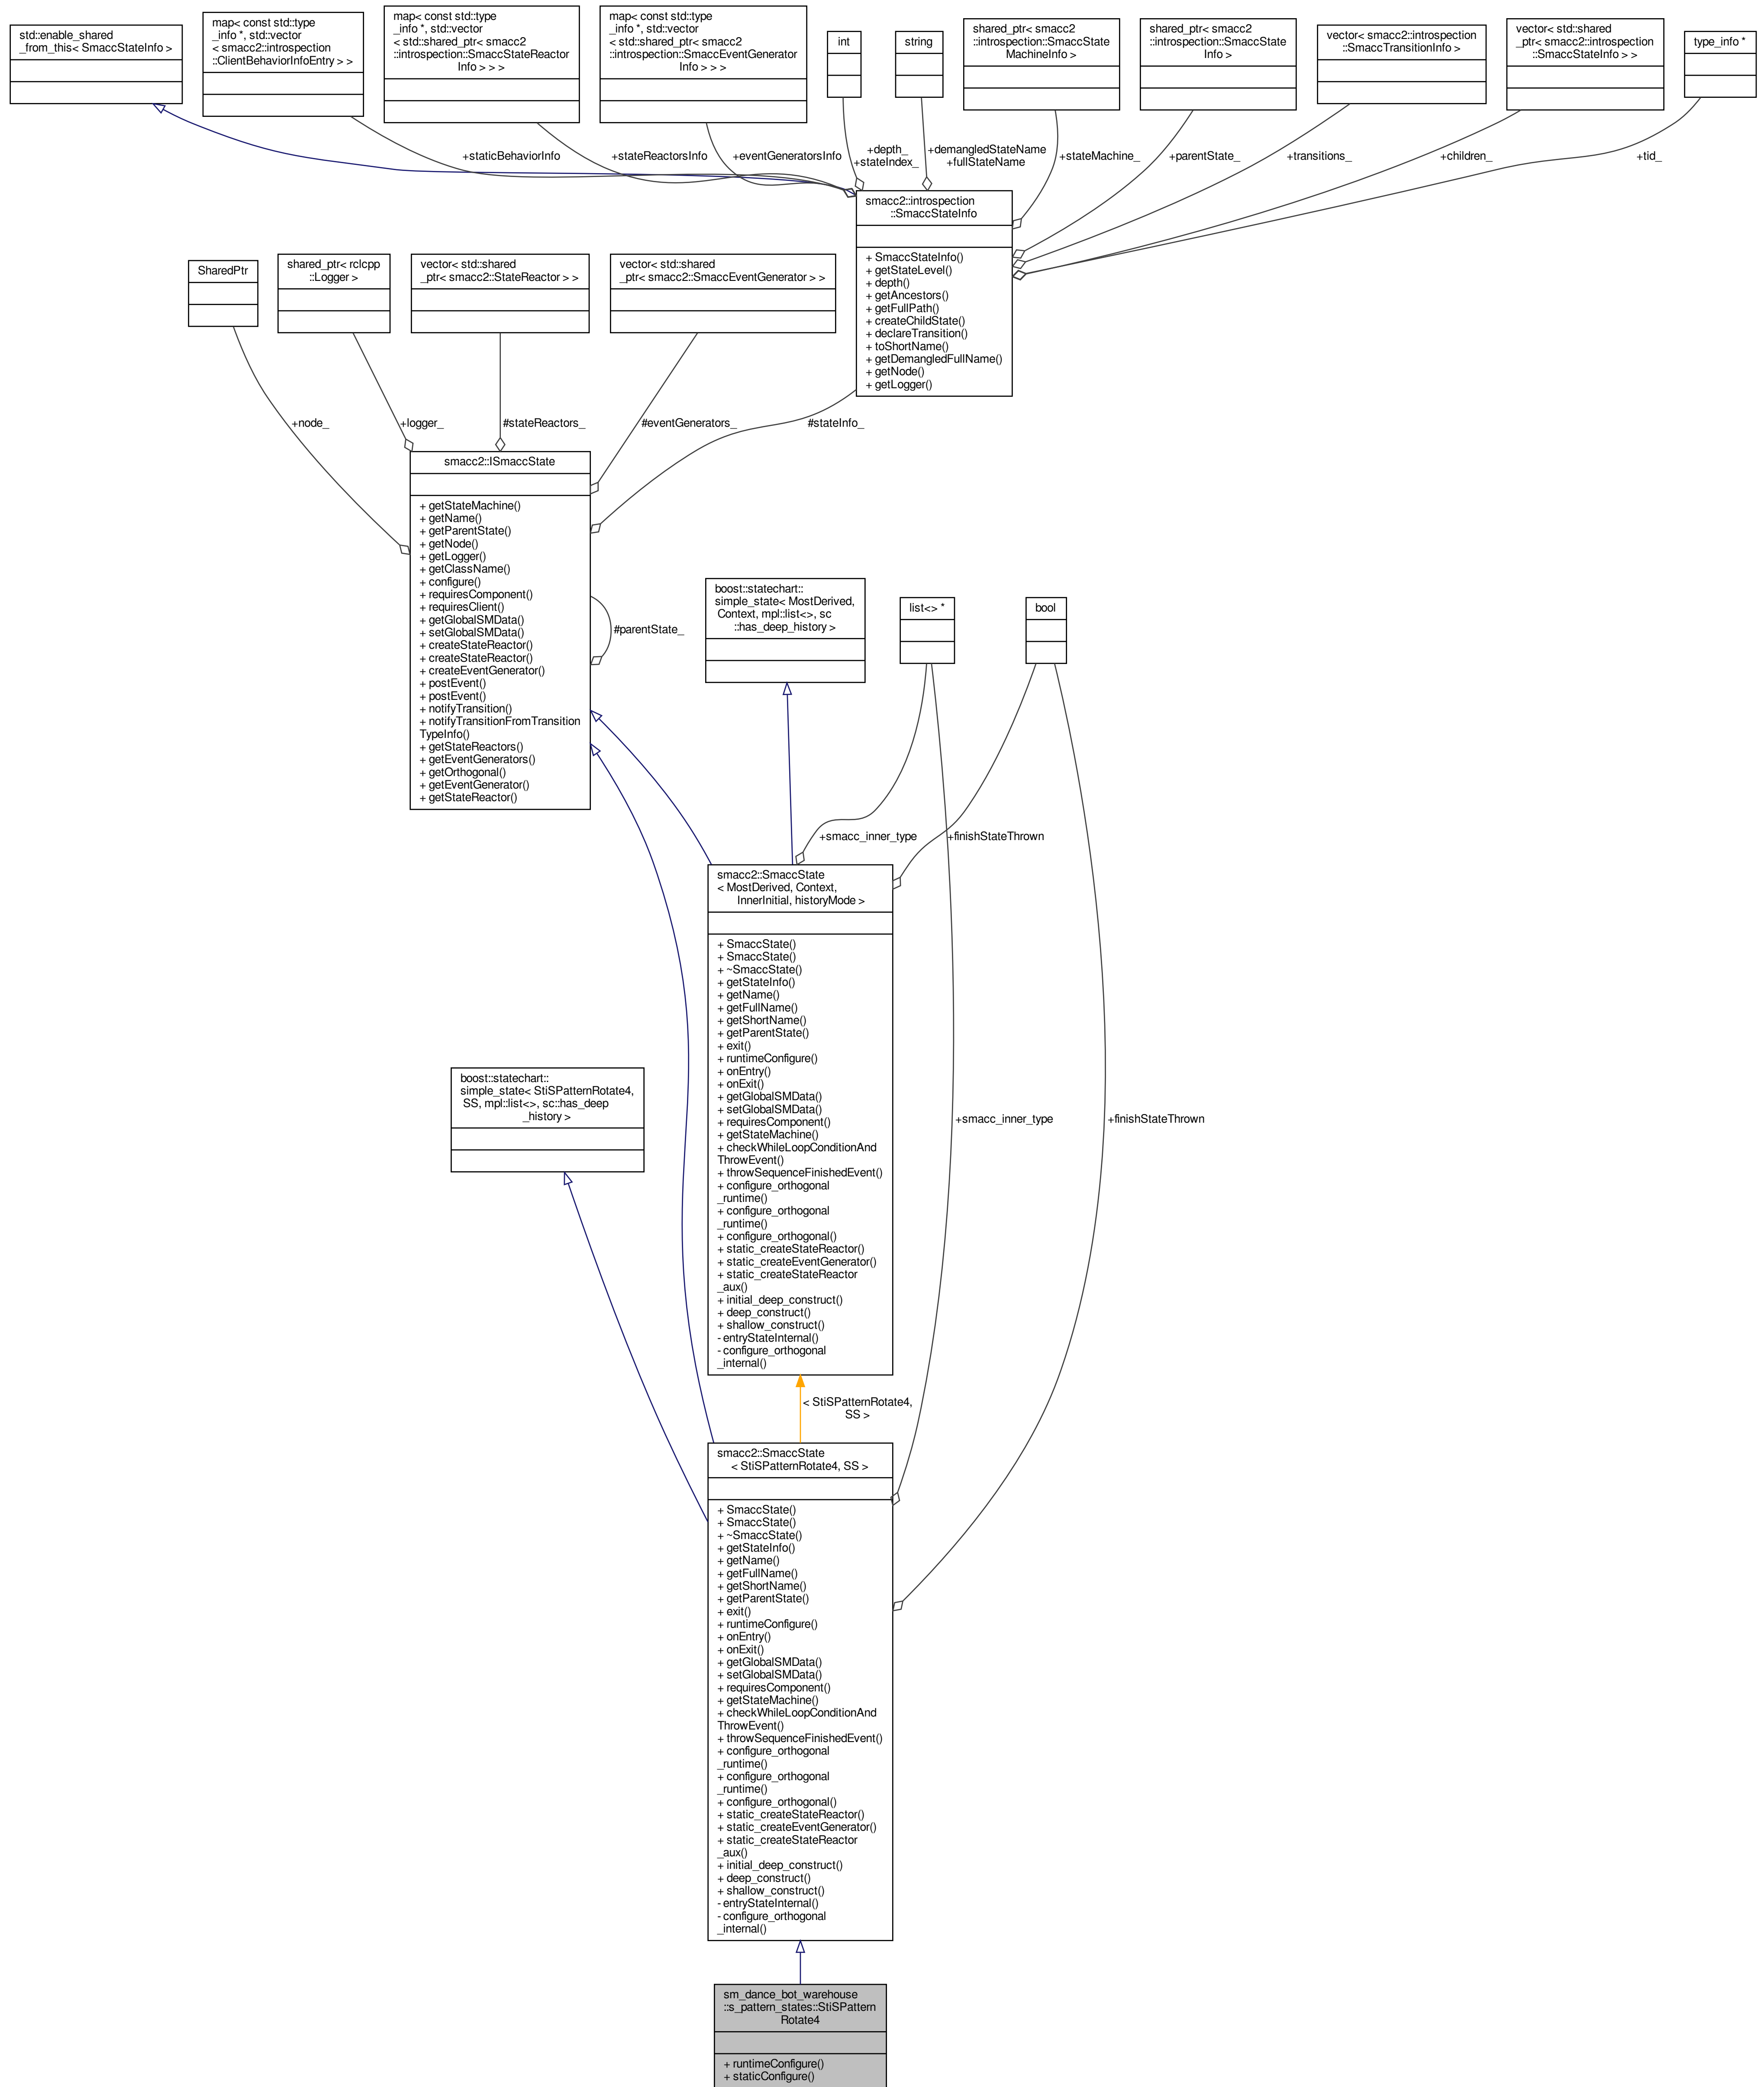 std::enable_shared
_from_this< SmaccStateInfo >
map< const std::type
_info *, std::vector
< smacc2::introspection
::ClientBehaviorInfoEntry > >
map< const std::type
_info *, std::vector
< std::shared_ptr< smacc2
::introspection::SmaccStateReactor
Info > > >
map< const std::type
_info *, std::vector
< std::shared_ptr< smacc2
::introspection::SmaccEventGenerator
Info > > >
int
string
shared_ptr< smacc2
::introspection::SmaccState
MachineInfo >
shared_ptr< smacc2
::introspection::SmaccState
Info >
vector< smacc2::introspection
::SmaccTransitionInfo >
vector< std::shared
_ptr< smacc2::introspection
::SmaccStateInfo > >
type_info *
+staticBehaviorInfo
+stateReactorsInfo
+eventGeneratorsInfo
+depth_
+stateIndex_
+demangledStateName
+fullStateName
+stateMachine_
+parentState_
+transitions_
+children_
+tid_
smacc2::introspection
::SmaccStateInfo
+ SmaccStateInfo()
+ getStateLevel()
+ depth()
+ getAncestors()
+ getFullPath()
+ createChildState()
+ declareTransition()
+ toShortName()
+ getDemangledFullName()
+ getNode()
+ getLogger()
SharedPtr
shared_ptr< rclcpp
::Logger >
vector< std::shared
_ptr< smacc2::StateReactor > >
vector< std::shared
_ptr< smacc2::SmaccEventGenerator > >
+node_
+logger_
#stateReactors_
#eventGenerators_
#stateInfo_
smacc2::ISmaccState
+ getStateMachine()
+ getName()
+ getParentState()
+ getNode()
+ getLogger()
+ getClassName()
+ configure()
+ requiresComponent()
+ requiresClient()
+ getGlobalSMData()
+ setGlobalSMData()
+ createStateReactor()
+ createStateReactor()
+ createEventGenerator()
+ postEvent()
+ postEvent()
+ notifyTransition()
+ notifyTransitionFromTransition
TypeInfo()
+ getStateReactors()
+ getEventGenerators()
+ getOrthogonal()
+ getEventGenerator()
+ getStateReactor()
#parentState_
boost::statechart::
simple_state< MostDerived,
Context, mpl::list<>, sc
::has_deep_history >
list<> *
bool
+smacc_inner_type
+finishStateThrown
smacc2::SmaccState
< MostDerived, Context,
InnerInitial, historyMode >
+ SmaccState()
+ SmaccState()
+ ~SmaccState()
+ getStateInfo()
+ getName()
+ getFullName()
+ getShortName()
+ getParentState()
+ exit()
+ runtimeConfigure()
+ onEntry()
+ onExit()
+ getGlobalSMData()
+ setGlobalSMData()
+ requiresComponent()
+ getStateMachine()
+ checkWhileLoopConditionAnd
ThrowEvent()
+ throwSequenceFinishedEvent()
+ configure_orthogonal
_runtime()
+ configure_orthogonal
_runtime()
+ configure_orthogonal()
+ static_createStateReactor()
+ static_createEventGenerator()
+ static_createStateReactor
_aux()
+ initial_deep_construct()
+ deep_construct()
+ shallow_construct()
- entryStateInternal()
- configure_orthogonal
_internal()
boost::statechart::
simple_state< StiSPatternRotate4,
SS, mpl::list<>, sc::has_deep
_history >
+smacc_inner_type
+finishStateThrown
< StiSPatternRotate4,
SS >
smacc2::SmaccState
< StiSPatternRotate4, SS >
+ SmaccState()
+ SmaccState()
+ ~SmaccState()
+ getStateInfo()
+ getName()
+ getFullName()
+ getShortName()
+ getParentState()
+ exit()
+ runtimeConfigure()
+ onEntry()
+ onExit()
+ getGlobalSMData()
+ setGlobalSMData()
+ requiresComponent()
+ getStateMachine()
+ checkWhileLoopConditionAnd
ThrowEvent()
+ throwSequenceFinishedEvent()
+ configure_orthogonal
_runtime()
+ configure_orthogonal
_runtime()
+ configure_orthogonal()
+ static_createStateReactor()
+ static_createEventGenerator()
+ static_createStateReactor
_aux()
+ initial_deep_construct()
+ deep_construct()
+ shallow_construct()
- entryStateInternal()
- configure_orthogonal
_internal()
sm_dance_bot_warehouse
::s_pattern_states::StiSPattern
Rotate4
+ runtimeConfigure()
+ staticConfigure()